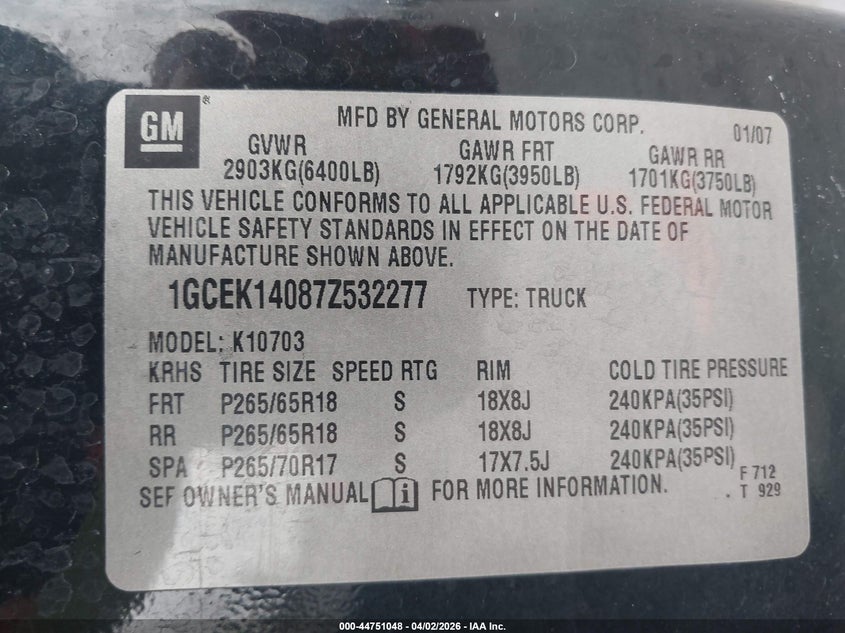 GM
MFD BY GENERAL MOTORS CORP. 01/07
GVWR GAWR FRT GAWR RR
2903KG(6400LB) 1792KG(3950LB) 1701KG(3750LB)
THIS VEHICLE CONFORMS TO ALL APPLICABLE U.S. FEDERAL MOTOR
VEHICLE SAFETY STANDARDS IN EFFECT ON THE DATE OF
MANUFACTURE SHOWN ABOVE.
1GCEK14087Z532277 TYPE: TRUCK
MODEL: K10703
KRHS TIRE SIZE SPEED RTG RIM COLD TIRE PRESSURE
FRT P265/65R18 S 18X8J 240KPA(35PSI)
RR P265/65R18 S 18X8J 240KPA(35PSI)
SPA P265/70R17 S 17X7.5J 240KPA(35PSI)
SEF OWNER'S MANUAL FOR MORE INFORMATION.
F 712
. T 929
000-44751048 - 04/02/2026 - IAA Inc.